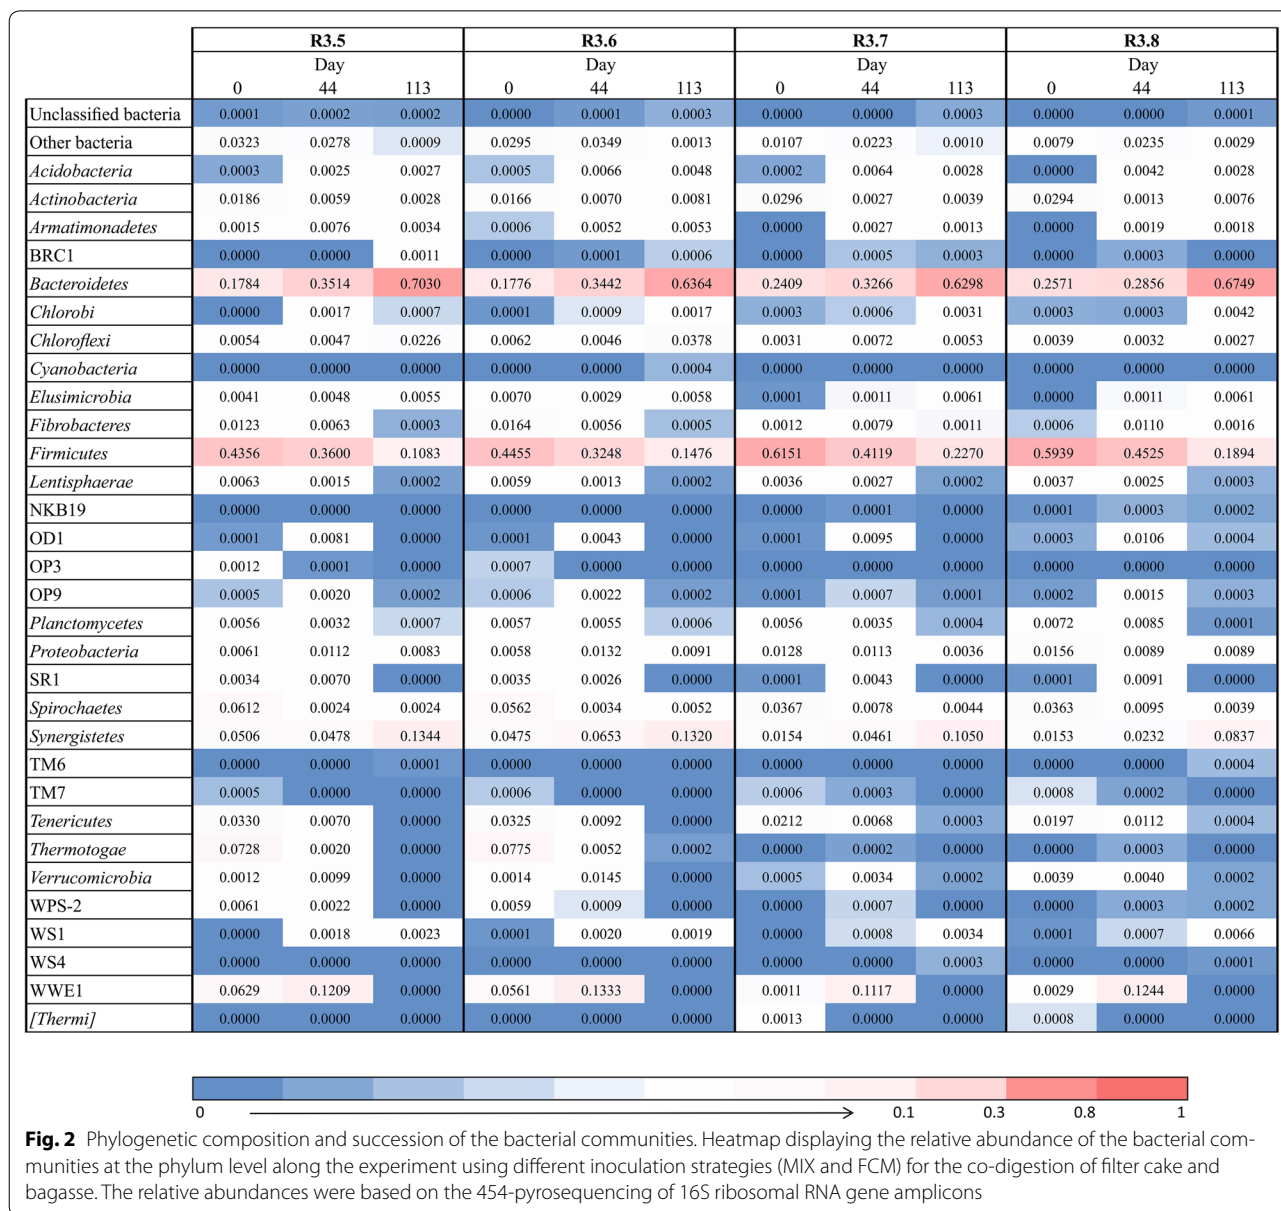 R3.5 R3.6 R3.7 R3.8
Day Day Day Day
0 44 113 0 44 113 0 44 113 0 44 113
Unclassified bacteria 0.0001 0.0002 0.0002 0.0000 0.0001 0.0003 0.0000 0.0000 0.0003 0.0000 0.0000 0.0001
Other bacteria 0.0323 0.0278 0.0009 0.0295 0.0349 0.0013 0.0107 0.0223 0.0010 0.0079 0.0235 0.0029
Acidobacteria 0.0003 0.0025 0.0027 0.0005 0.0066 0.0048 0.0002 0.0064 0.0028 0.0000 0.0042 0.0028
Actinobacteria 0.0186 0.0059 0.0028 0.0166 0.0070 0.0081 0.0296 0.0027 0.0039 0.0294 0.0013 0.0076
Armatimonadetes 0.0015 0.0076 0.0034 0.0006 0.0052 0.0053 0.0000 0.0027 0.0013 0.0000 0.0019 0.0018
BRC1 0.0000 0.0000 0.0011 0.0000 0.0001 0.0006 0.0000 0.0005 0.0003 0.0000 0.0003 0.0000
Bacteroidetes 0.1784 0.3514 0.7030 0.1776 0.3442 0.6364 0.2409 0.3266 0.6298 0.2571 0.2856 0.6749
Chlorobi 0.0000 0.0017 0.0007 0.0001 0.0009 0.0017 0.0003 0.0006 0.0031 0.0003 0.0003 0.0042
Chloroflexi 0.0054 0.0047 0.0226 0.0062 0.0046 0.0378 0.0031 0.0072 0.0053 0.0039 0.0032 0.0027
Cyanobacteria 0.0000 0.0000 0.0000 0.0000 0.0000 0.0004 0.0000 0.0000 0.0000 0.0000 0.0000 0.0000
Elusimicrobia 0.0041 0.0048 0.0055 0.0070 0.0029 0.0058 0.0001 0.0011 0.0061 0.0000 0.0011 0.0061
Fibrobacteres 0.0123 0.0063 0.0003 0.0164 0.0056 0.0005 0.0012 0.0079 0.0011 0.0006 0.0110 0.0016
Firmicutes 0.4356 0.3600 0.1083 0.4455 0.3248 0.1476 0.6151 0.4119 0.2270 0.5939 0.4525 0.1894
Lentisphaerae 0.0063 0.0015 0.0002 0.0059 0.0013 0.0002 0.0036 0.0027 0.0002 0.0037 0.0025 0.0003
NKB19 0.0000 0.0000 0.0000 0.0000 0.0000 0.0000 0.0000 0.0001 0.0000 0.0001 0.0003 0.0002
OD1 0.0001 0.0081 0.0000 0.0001 0.0043 0.0000 0.0001 0.0095 0.0000 0.0003 0.0106 0.0004
OP3 0.0012 0.0001 0.0000 0.0007 0.0000 0.0000 0.0000 0.0000 0.0000 0.0000 0.0000 0.0000
OP9 0.0005 0.0020 0.0002 0.0006 0.0022 0.0002 0.0001 0.0007 0.0001 0.0002 0.0015 0.0003
Planctomycetes 0.0056 0.0032 0.0007 0.0057 0.0055 0.0006 0.0056 0.0035 0.0004 0.0072 0.0085 0.0001
Proteobacteria 0.0061 0.0112 0.0083 0.0058 0.0132 0.0091 0.0128 0.0113 0.0036 0.0156 0.0089 0.0089
SR1 0.0034 0.0070 0.0000 0.0035 0.0026 0.0000 0.0001 0.0043 0.0000 0.0001 0.0091 0.0000
Spirochaetes 0.0612 0.0024 0.0024 0.0562 0.0034 0.0052 0.0367 0.0078 0.0044 0.0363 0.0095 0.0039
Synergistetes 0.0506 0.0478 0.1344 0.0475 0.0653 0.1320 0.0154 0.0461 0.1050 0.0153 0.0232 0.0837
TM6 0.0000 0.0000 0.0001 0.0000 0.0000 0.0000 0.0000 0.0000 0.0000 0.0000 0.0000 0.0004
TM7 0.0005 0.0000 0.0000 0.0006 0.0000 0.0000 0.0006 0.0003 0.0000 0.0008 0.0002 0.0000
Tenericutes 0.0330 0.0070 0.0000 0.0325 0.0092 0.0000 0.0212 0.0068 0.0003 0.0197 0.0112 0.0004
Thermotogae 0.0728 0.0020 0.0000 0.0775 0.0052 0.0002 0.0000 0.0002 0.0000 0.0000 0.0003 0.0000
Verrucomicrobia 0.0012 0.0099 0.0000 0.0014 0.0145 0.0000 0.0005 0.0034 0.0002 0.0039 0.0040 0.0002
WPS-2 0.0061 0.0022 0.0000 0.0059 0.0009 0.0000 0.0000 0.0007 0.0000 0.0000 0.0003 0.0002
WS1 0.0000 0.0018 0.0023 0.0001 0.0020 0.0019 0.0000 0.0008 0.0034 0.0001 0.0007 0.0066
WS4 0.0000 0.0000 0.0000 0.0000 0.0000 0.0000 0.0000 0.0000 0.0003 0.0000 0.0000 0.0001
WWE1 0.0629 0.1209 0.0000 0.0561 0.1333 0.0000 0.0011 0.1117 0.0000 0.0029 0.1244 0.0000
[Thermi] 0.0000 0.0000 0.0000 0.0000 0.0000 0.0000 0.0013 0.0000 0.0000 0.0008 0.0000 0.0000
0 0.1 0.3 0.8 1
Fig. 2 Phylogenetic composition and succession of the bacterial communities. Heatmap displaying the relative abundance of the bacterial com-
munities at the phylum level along the experiment using different inoculation strategies (MIX and FCM) for the co-digestion of filter cake and
bagasse. The relative abundances were based on the 454-pyrosequencing of 16S ribosomal RNA gene amplicons